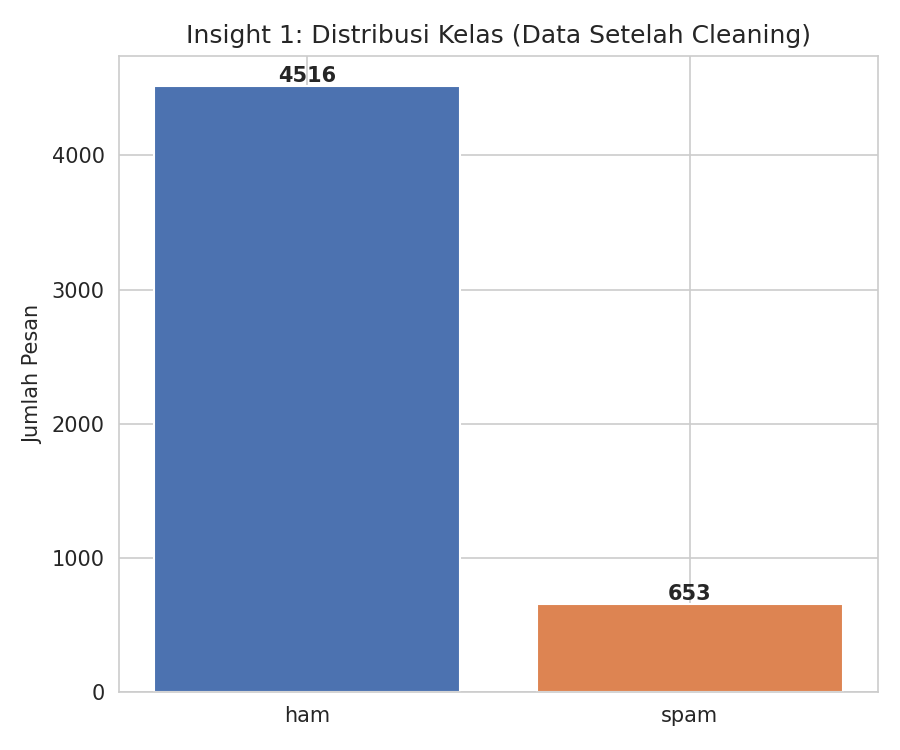 Insight 1: Distribusi Kelas (Data Setelah Cleaning)
Jumlah Pesan
4000
3000
2000
1000
0
4516
653
ham
spam